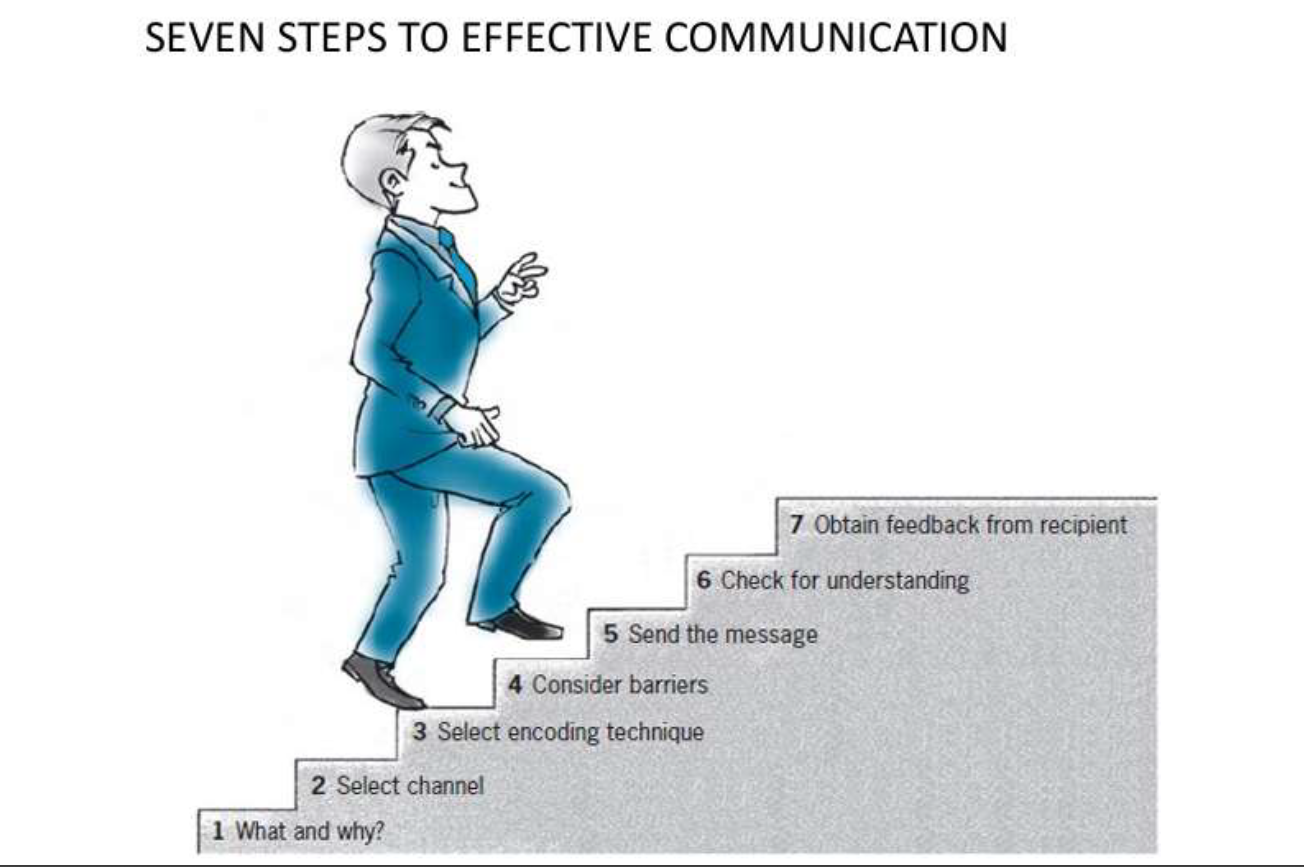 SEVEN STEPS TO EFFECTIVE COMMUNICATION
7 Obtain feedback from recipient
6 Check for understanding
5 Send the message
4 Consider barriers
3 Select encoding technique
2 Select channel
1 What and why?